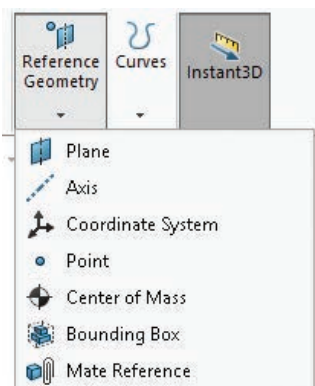 Reference
Geometry
Curves
Instant3D
Plane
Axis
Coordinate System
Point
Center of Mass
Bounding Box
Mate Reference